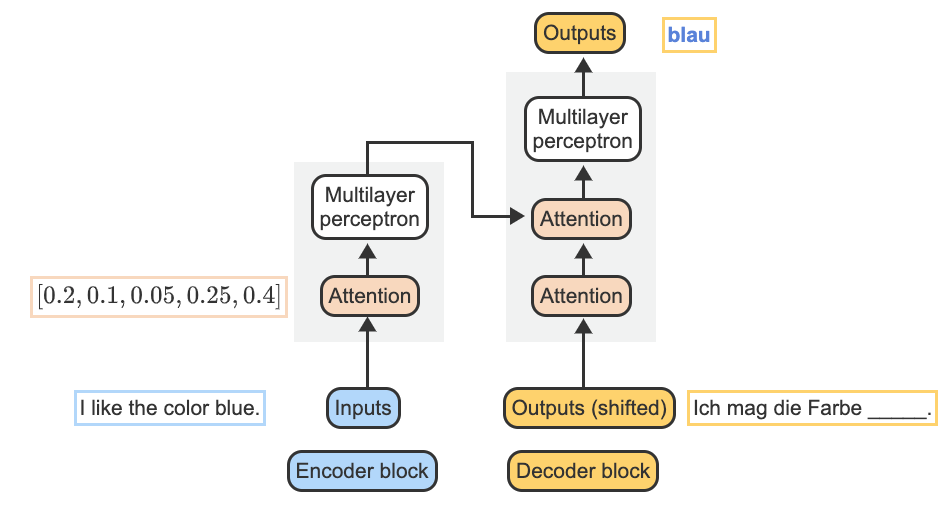 Outputs
blau
Multilayer
perceptron
Multilayer
perceptron
Attention
[0.2, 0.1, 0.05, 0.25, 0.4]
Attention
Attention
I like the color blue.
Inputs
Outputs (shifted)
Ich mag die Farbe _____.
Encoder block
Decoder block